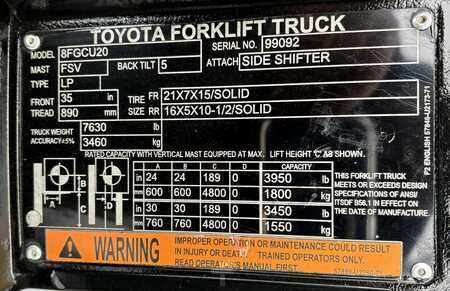 TOYOTA FORKLIFT TRUCK
MODEL 8FGCU20 SERIAL NO. 99092
MAST FSV BACK TILT 5 ATTACH SIDE SHIFTER
TYPE LP
FRONT 35 in TIRE FR 21X7X15/SOLID
TREAD 890 mm SIZE RR 16X5X10-1/2/SOLID
TRUCK WEIGHT 7630 lb
ACCURACY±5% 3460 kg
RATED CAPACITY WITH VERTICAL MAST EQUIPPED AT MAX. LIFT HEIGHT 'C' AS SHOWN.
A B C D
in 24 24 189 0 3950 lb
mm 600 600 4800 0 1800 kg
in 30 30 189 0 3450 lb
mm 760 760 4800 0 1550 kg
A B C D
THIS FORKLIFT TRUCK
MEETS OR EXCEEDS DESIGN
SPECIFICATIONS OF ANSI/
ITSDF B56.1 IN EFFECT ON
THE DATE OF MANUFACTURE.
WARNING
IMPROPER OPERATION OR MAINTENANCE COULD RESULT
IN INJURY OR DEATH. TRAINED OPERATORS ONLY.
READ OPERATOR'S MANUAL FIRST.